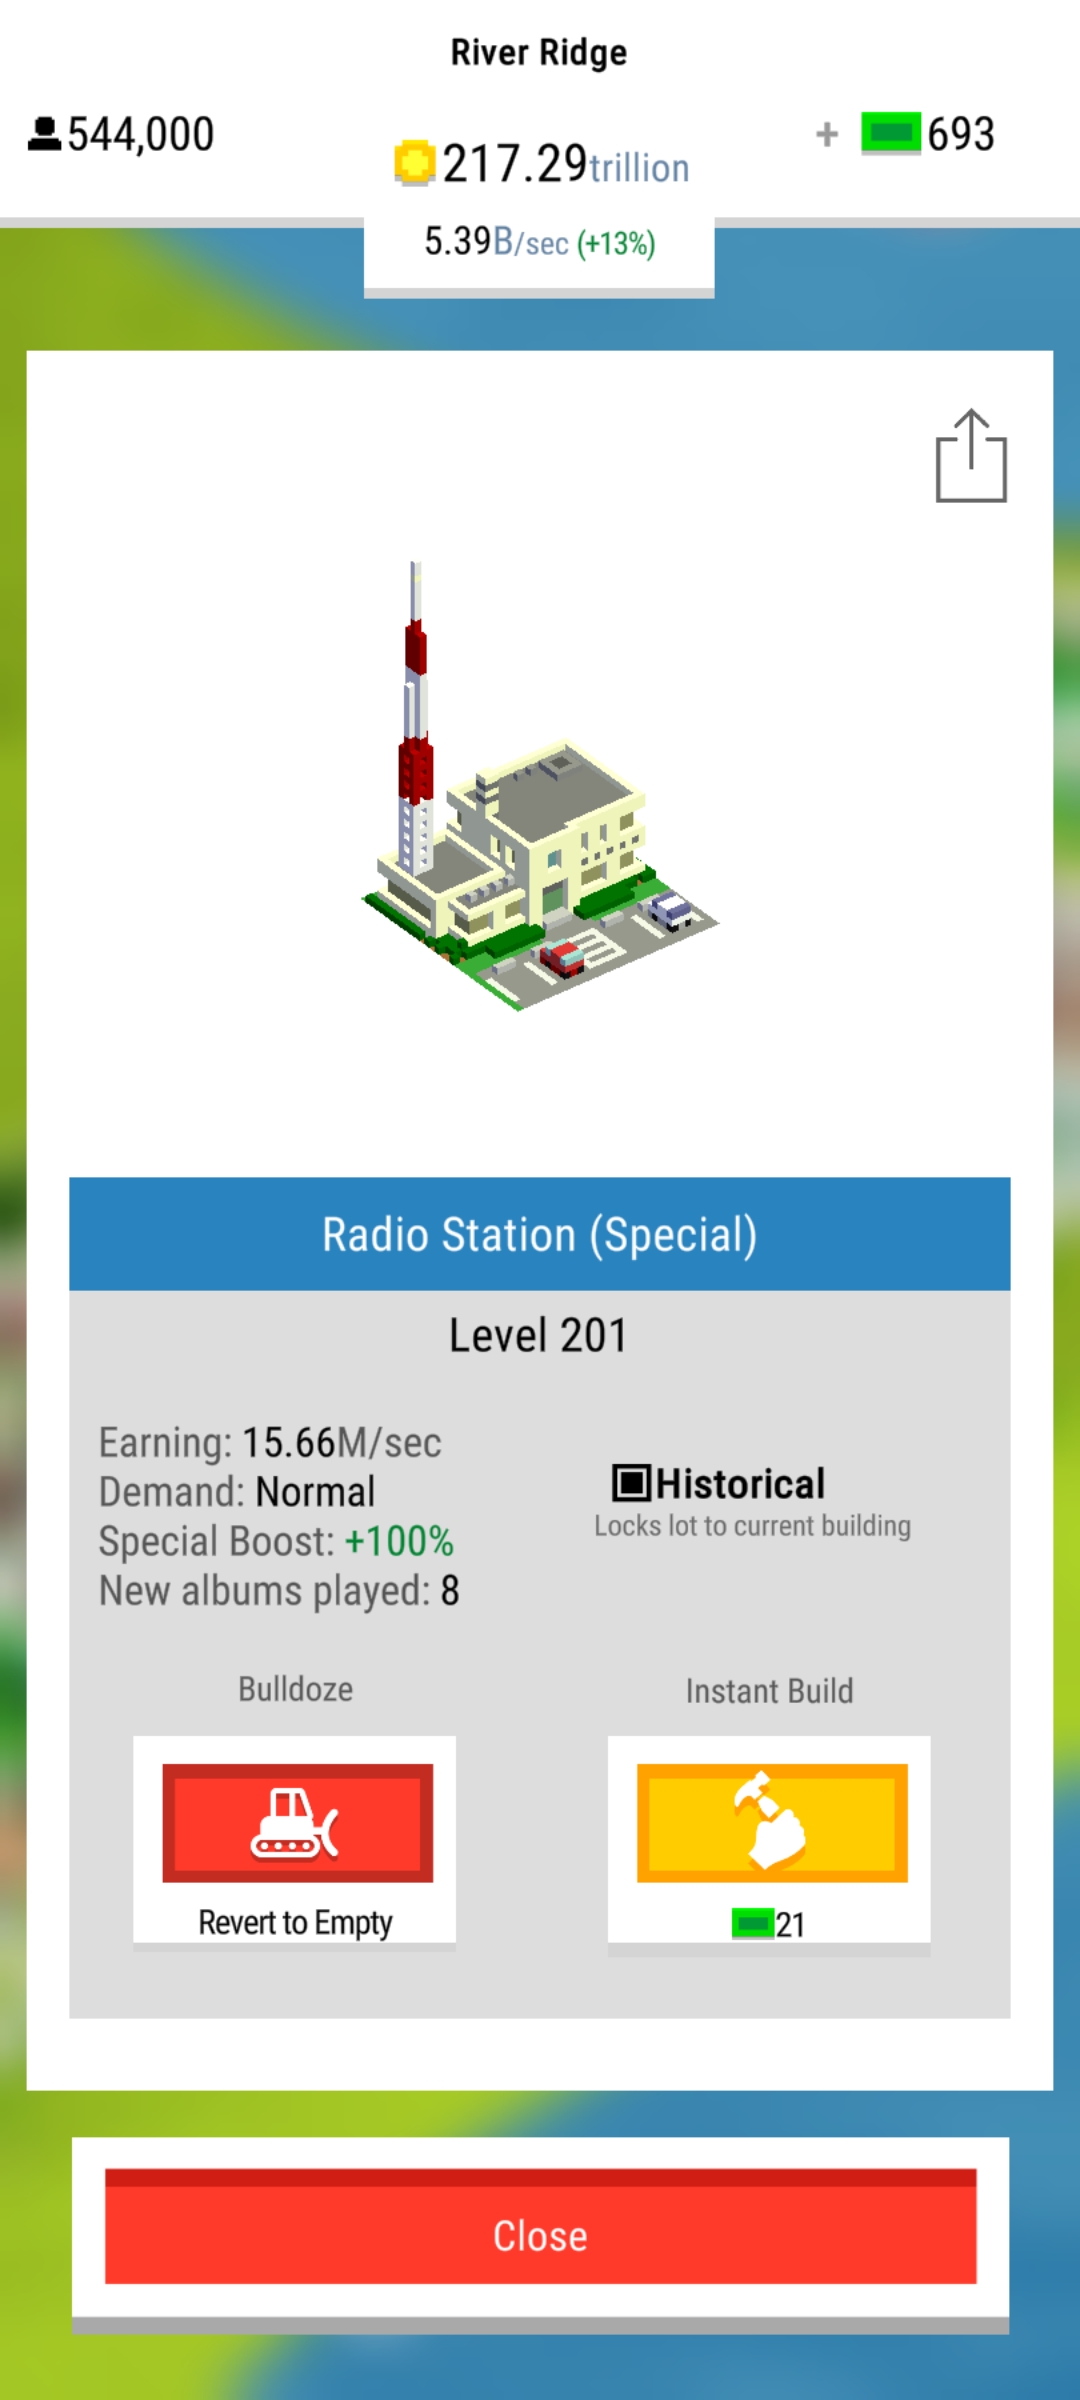 River Ridge
544,000
217.29trillion
+ 693
5.39B/sec (+13%)
Radio Station (Special)
Level 201
Earning: 15.66M/sec
Demand: Normal
Special Boost: +100%
New albums played: 8
Historical
Locks lot to current building
Bulldoze
Instant Build
Revert to Empty
21
Close